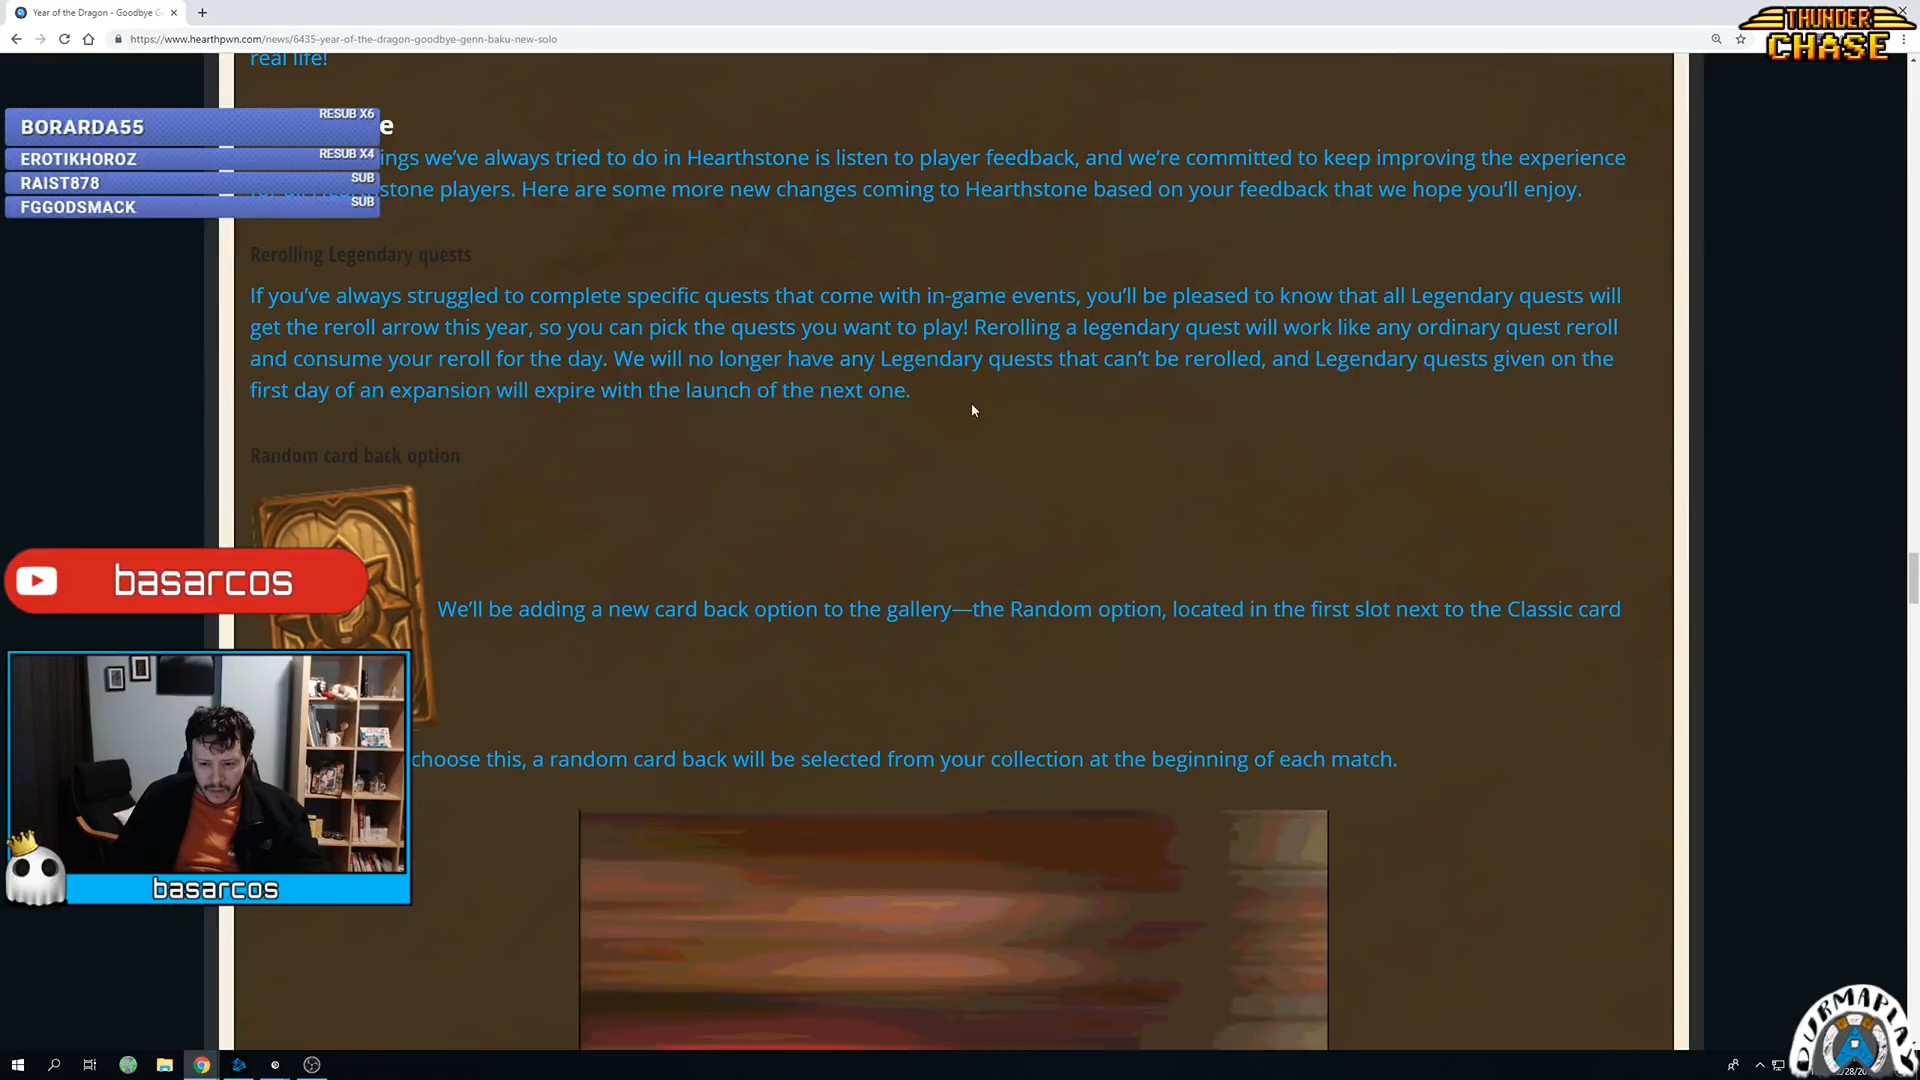 Year of the Dragon - Goodbye G
https://www.hearthpwn.com/news/6435-year-of-the-dragon-goodbye-genn-baku-new-solo
THUNDER
CHASE
real life!
BORARDA55 RESUB X6
EROTIKHOROZ RESUB X4
RAIST878 SUB
FGGODSMACK SUB
e
ings we've always tried to do in Hearthstone is listen to player feedback, and we're committed to keep improving the experience
stone players. Here are some more new changes coming to Hearthstone based on your feedback that we hope you'll enjoy.
Rerolling Legendary quests
If you've always struggled to complete specific quests that come with in-game events, you'll be pleased to know that all Legendary quests will
get the reroll arrow this year, so you can pick the quests you want to play! Rerolling a legendary quest will work like any ordinary quest reroll
and consume your reroll for the day. We will no longer have any Legendary quests that can't be rerolled, and Legendary quests given on the
first day of an expansion will expire with the launch of the next one.
Random card back option
basarcos
We'll be adding a new card back option to the gallery—the Random option, located in the first slot next to the Classic card
choose this, a random card back will be selected from your collection at the beginning of each match.
basarcos
DURMAPLAY